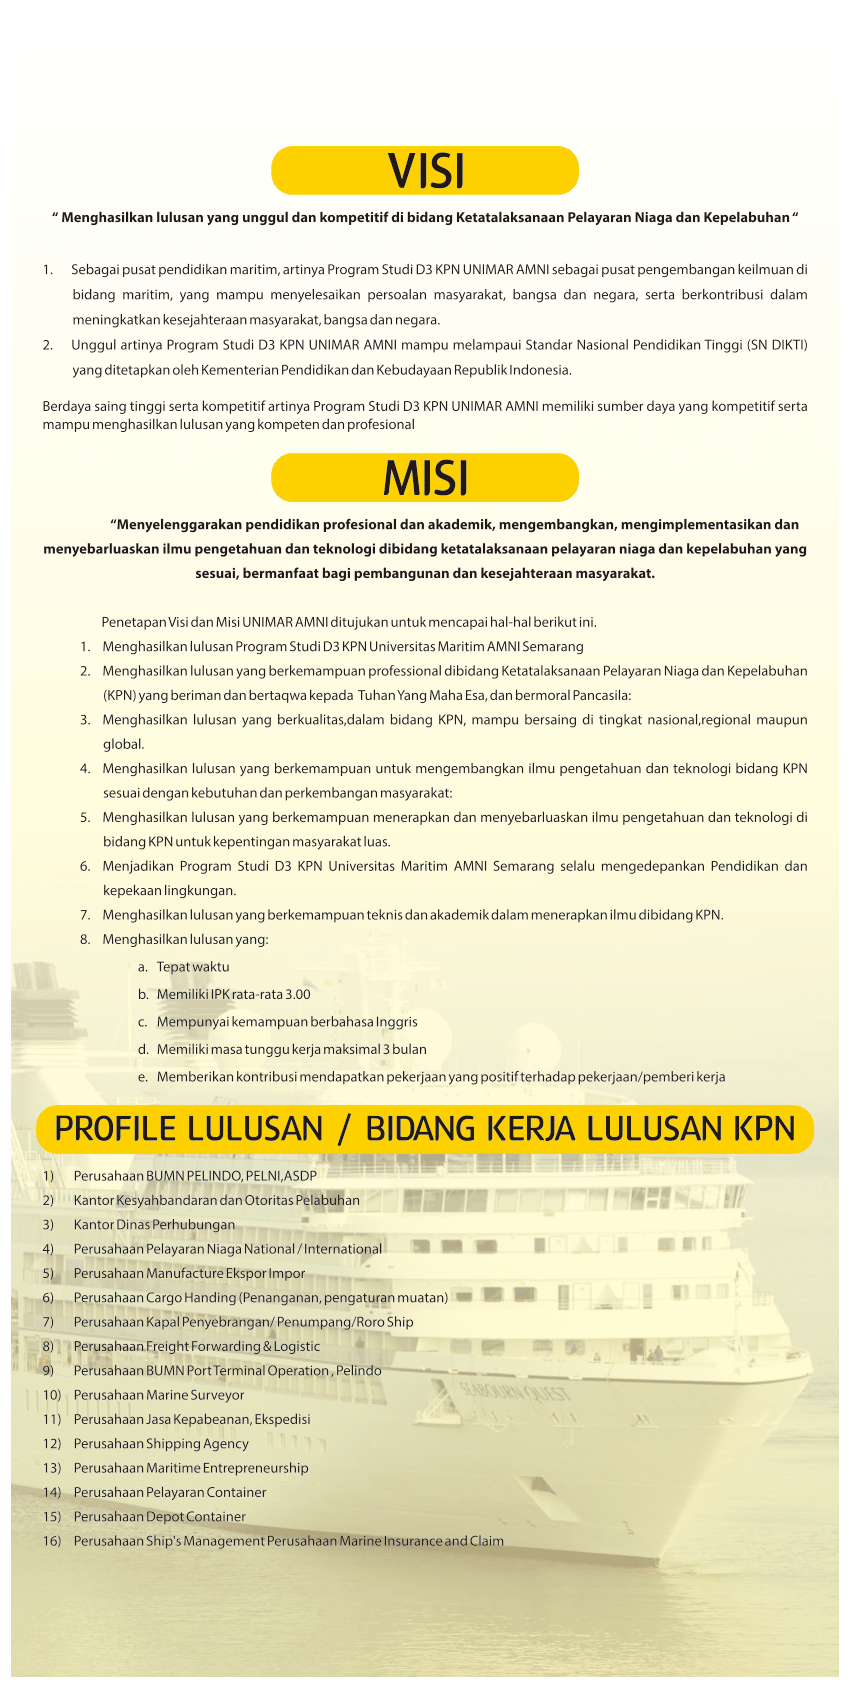 VISI
“ Menghasilkan lulusan yang unggul dan kompetitif di bidang Ketatalaksanaan Pelayaran Niaga dan Kepelabuhan “
1. Sebagai pusat pendidikan maritim, artinya Program Studi D3 KPN UNIMAR AMNI sebagai pusat pengembangan keilmuan di
bidang maritim, yang mampu menyelesaikan persoalan masyarakat, bangsa dan negara, serta berkontribusi dalam
meningkatkan kesejahteraan masyarakat, bangsa dan negara.
2. Unggul artinya Program Studi D3 KPN UNIMAR AMNI mampu melampaui Standar Nasional Pendidikan Tinggi (SN DIKTI)
yang ditetapkan oleh Kementerian Pendidikan dan Kebudayaan Republik Indonesia.
Berdaya saing tinggi serta kompetitif artinya Program Studi D3 KPN UNIMAR AMNI memiliki sumber daya yang kompetitif serta
mampu menghasilkan lulusan yang kompeten dan profesional
MISI
“Menyelenggarakan pendidikan profesional dan akademik, mengembangkan, mengimplementasikan dan
menyebarluaskan ilmu pengetahuan dan teknologi dibidang ketatalaksanaan pelayaran niaga dan kepelabuhan yang
sesuai, bermanfaat bagi pembangunan dan kesejahteraan masyarakat.
Penetapan Visi dan Misi UNIMAR AMNI ditujukan untuk mencapai hal-hal berikut ini.
1. Menghasilkan lulusan Program Studi D3 KPN Universitas Maritim AMNI Semarang
2. Menghasilkan lulusan yang berkemampuan professional dibidang Ketatalaksanaan Pelayaran Niaga dan Kepelabuhan
(KPN) yang beriman dan bertaqwa kepada Tuhan Yang Maha Esa, dan bermoral Pancasila:
3. Menghasilkan lulusan yang berkualitas,dalam bidang KPN, mampu bersaing di tingkat nasional,regional maupun
global.
4. Menghasilkan lulusan yang berkemampuan untuk mengembangkan ilmu pengetahuan dan teknologi bidang KPN
sesuai dengan kebutuhan dan perkembangan masyarakat:
5. Menghasilkan lulusan yang berkemampuan menerapkan dan menyebarluaskan ilmu pengetahuan dan teknologi di
bidang KPN untuk kepentingan masyarakat luas.
6. Menjadikan Program Studi D3 KPN Universitas Maritim AMNI Semarang selalu mengedepankan Pendidikan dan
kepekaan lingkungan.
7. Menghasilkan lulusan yang berkemampuan teknis dan akademik dalam menerapkan ilmu dibidang KPN.
8. Menghasilkan lulusan yang:
a. Tepat waktu
b. Memiliki IPK rata-rata 3.00
c. Mempunyai kemampuan berbahasa Inggris
d. Memiliki masa tunggu kerja maksimal 3 bulan
e. Memberikan kontribusi mendapatkan pekerjaan yang positif terhadap pekerjaan/pemberi kerja
PROFILE LULUSAN / BIDANG KERJA LULUSAN KPN
1) Perusahaan BUMN PELINDO, PELNI,ASDP
2) Kantor Kesyahbandaran dan Otoritas Pelabuhan
3) Kantor Dinas Perhubungan
4) Perusahaan Pelayaran Niaga National / International
5) Perusahaan Manufacture Ekspor Impor
6) Perusahaan Cargo Handing (Penanganan, pengaturan muatan)
7) Perusahaan Kapal Penyebrangan/ Penumpang/Roro Ship
8) Perusahaan Freight Forwarding & Logistic
9) Perusahaan BUMN Port Terminal Operation , Pelindo
10) Perusahaan Marine Surveyor
SEABOURN QUEST
11) Perusahaan Jasa Kepabeanan, Ekspedisi
12) Perusahaan Shipping Agency
13) Perusahaan Maritime Entrepreneurship
14) Perusahaan Pelayaran Container
15) Perusahaan Depot Container
16) Perusahaan Ship's Management Perusahaan Marine Insurance and Claim